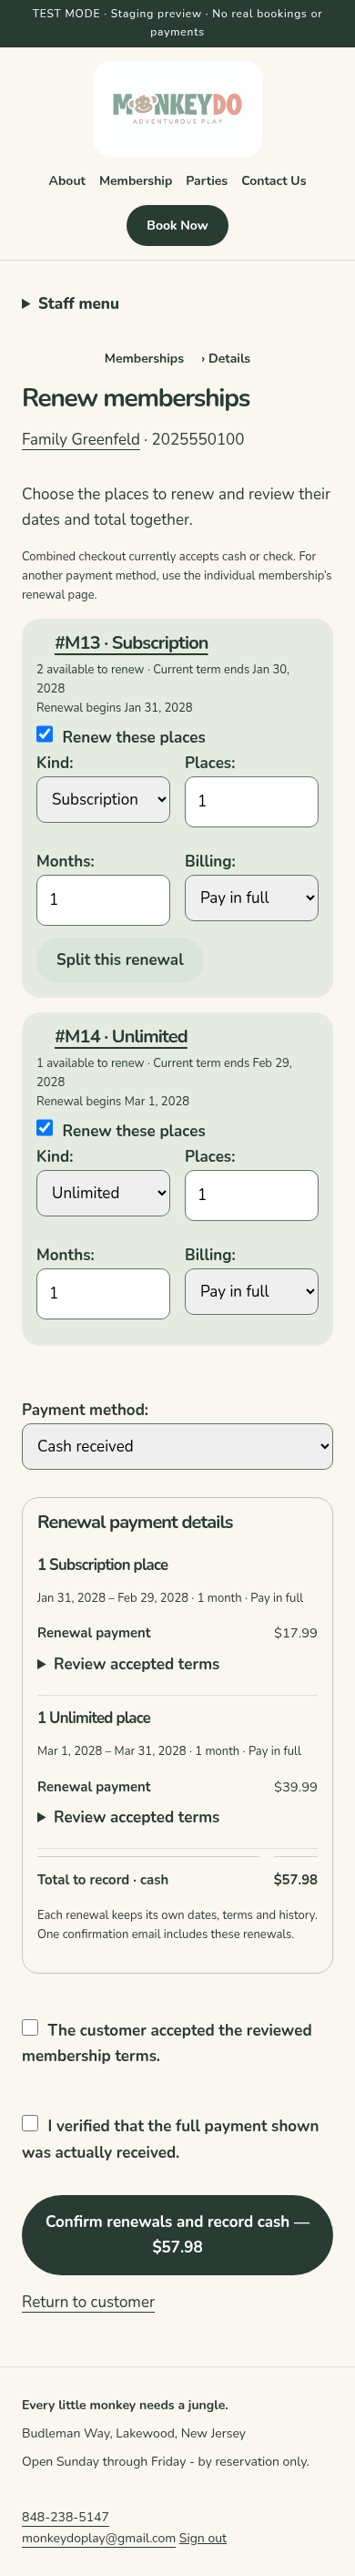 TEST MODE · Staging preview · No real bookings or
payments
MONKEYDO
ADVENTUROUS PLAY
About Membership Parties Contact Us
Book Now
Staff menu
Memberships › Details
Renew memberships
Family Greenfeld · 2025550100
Choose the places to renew and review their
dates and total together.
Combined checkout currently accepts cash or check. For
another payment method, use the individual membership's
renewal page.
#M13 · Subscription
2 available to renew · Current term ends Jan 30,
2028
Renewal begins Jan 31, 2028
Renew these places
Kind: Places:
Subscription 1
Months: Billing:
1 Pay in full
Split this renewal
#M14 · Unlimited
1 available to renew · Current term ends Feb 29,
2028
Renewal begins Mar 1, 2028
Renew these places
Kind: Places:
Unlimited 1
Months: Billing:
1 Pay in full
Payment method:
Cash received
Renewal payment details
1 Subscription place
Jan 31, 2028 – Feb 29, 2028 · 1 month · Pay in full
Renewal payment $17.99
Review accepted terms
1 Unlimited place
Mar 1, 2028 – Mar 31, 2028 · 1 month · Pay in full
Renewal payment $39.99
Review accepted terms
Total to record · cash $57.98
Each renewal keeps its own dates, terms and history.
One confirmation email includes these renewals.
The customer accepted the reviewed
membership terms.
I verified that the full payment shown
was actually received.
Confirm renewals and record cash —
$57.98
Return to customer
Every little monkey needs a jungle.
Budleman Way, Lakewood, New Jersey
Open Sunday through Friday - by reservation only.
848-238-5147
monkeydoplay@gmail.com Sign out